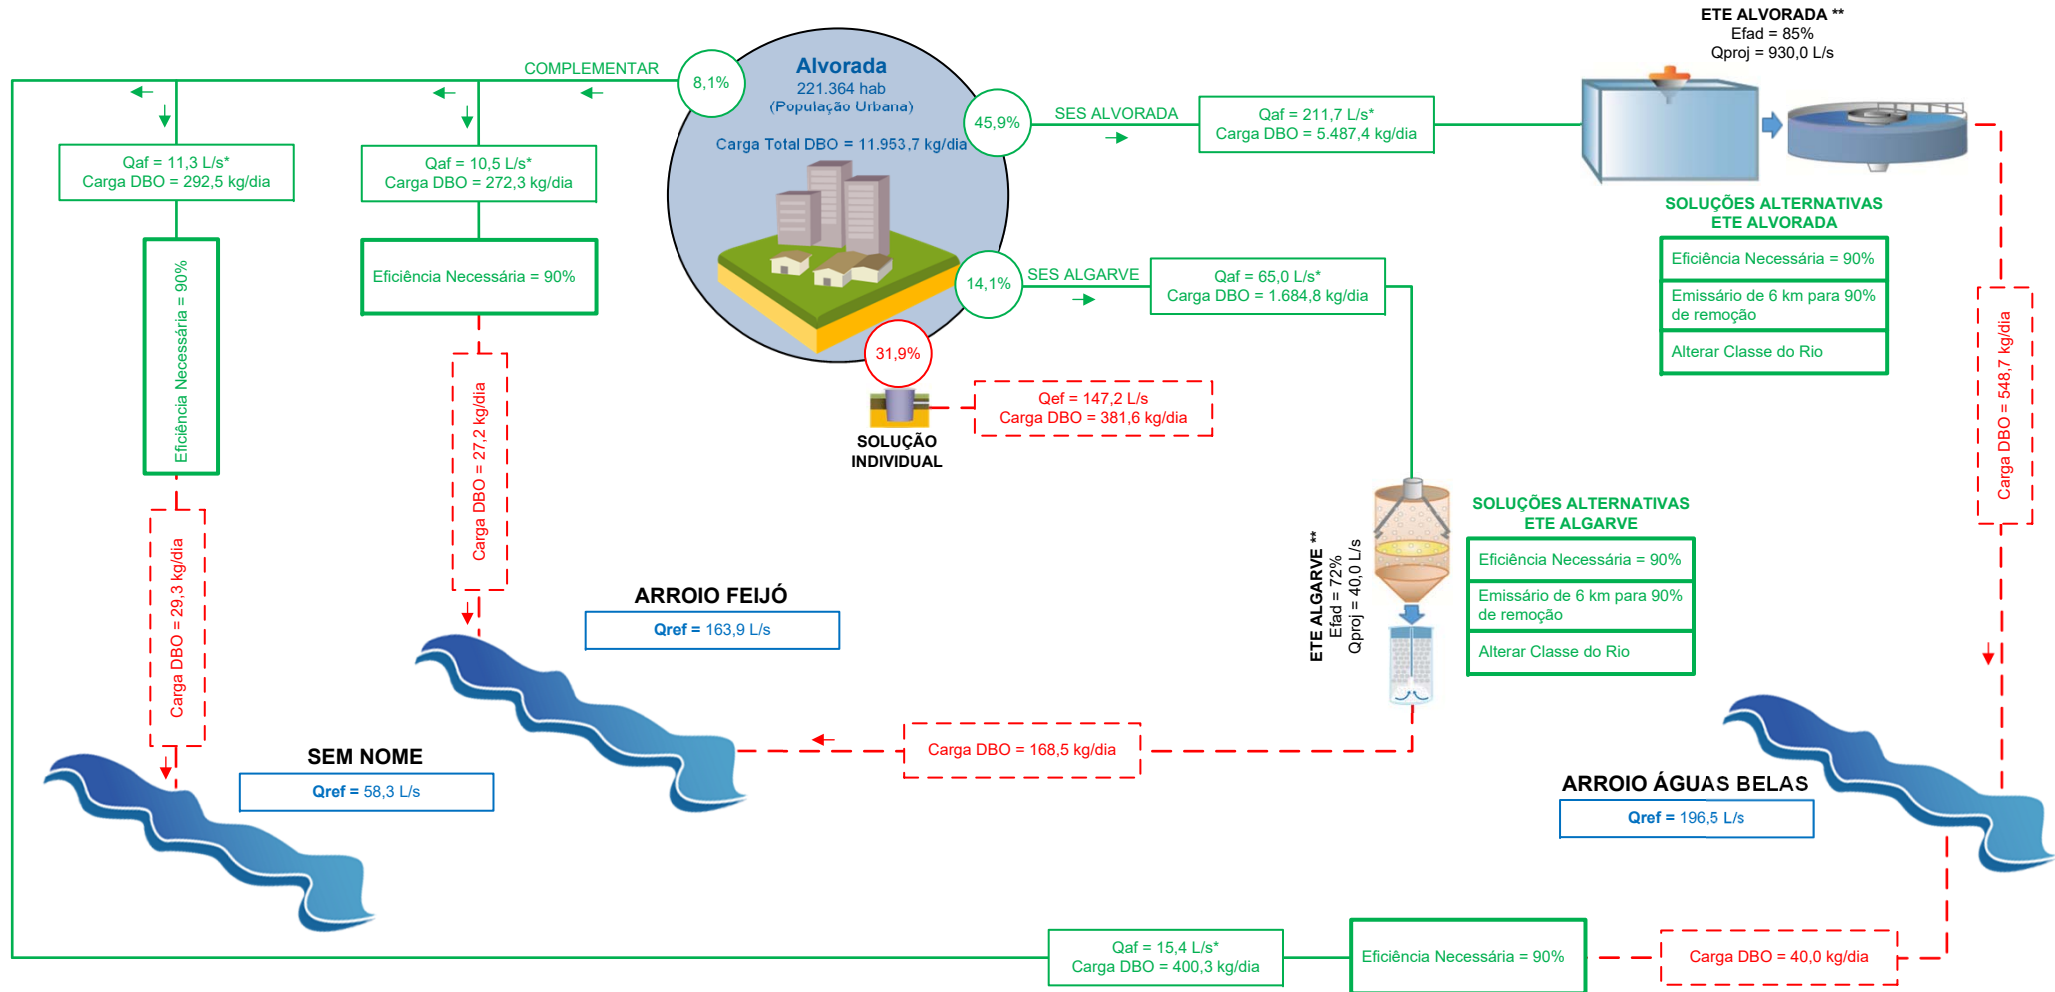 ETE ALVORADA **
Efad = 85%
Qproj = 930,0 L/s
COMPLEMENTAR
8,1%
Alvorada
221.364 hab
(População Urbana)
Carga Total DBO = 11.953,7 kg/dia
45,9%
SES ALVORADA
Qaf = 211,7 L/s*
Carga DBO = 5.487,4 kg/dia
Qaf = 11,3 L/s*
Carga DBO = 292,5 kg/dia
Qaf = 10,5 L/s*
Carga DBO = 272,3 kg/dia
SOLUÇÕES ALTERNATIVAS
ETE ALVORADA
Eficiência Necessária = 90%
Emissário de 6 km para 90%
de remoção
Alterar Classe do Rio
Eficiência Necessária = 90%
Eficiência Necessária = 90%
14,1%
SES ALGARVE
Qaf = 65,0 L/s*
Carga DBO = 1.684,8 kg/dia
31,9%
Qef = 147,2 L/s
Carga DBO = 381,6 kg/dia
SOLUÇÃO
INDIVIDUAL
Carga DBO = 548,7 kg/dia
Carga DBO = 27,2 kg/dia
Carga DBO = 29,3 kg/dia
ETE ALGARVE **
Efad = 72%
Qproj = 40,0 L/s
SOLUÇÕES ALTERNATIVAS
ETE ALGARVE
Eficiência Necessária = 90%
Emissário de 6 km para 90%
de remoção
Alterar Classe do Rio
ARROIO FEIJÓ
Qref = 163,9 L/s
Carga DBO = 168,5 kg/dia
SEM NOME
Qref = 58,3 L/s
ARROIO ÁGUAS BELAS
Qref = 196,5 L/s
Qaf = 15,4 L/s*
Carga DBO = 400,3 kg/dia
Eficiência Necessária = 90%
Carga DBO = 40,0 kg/dia